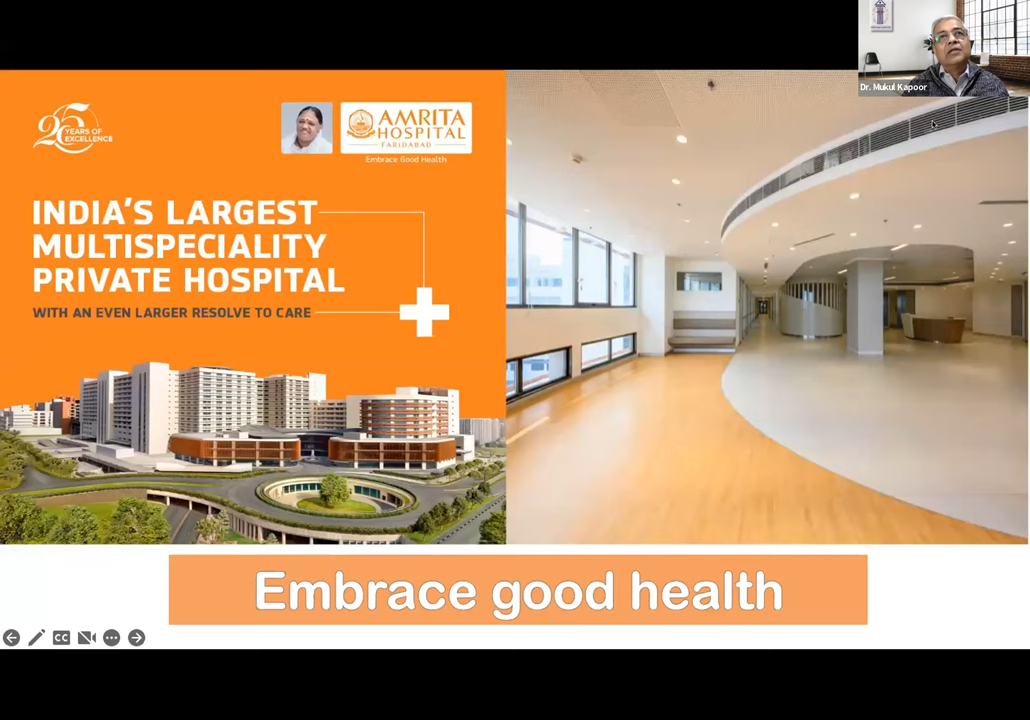 Dr. Mukul Kapoor
25 YEARS OF
EXCELLENCE
AMRITA
HOSPITAL
FARIDABAD
Embrace Good Health
INDIA'S LARGEST
MULTISPECIALITY
PRIVATE HOSPITAL
WITH AN EVEN LARGER RESOLVE TO CARE
Embrace good health
CC